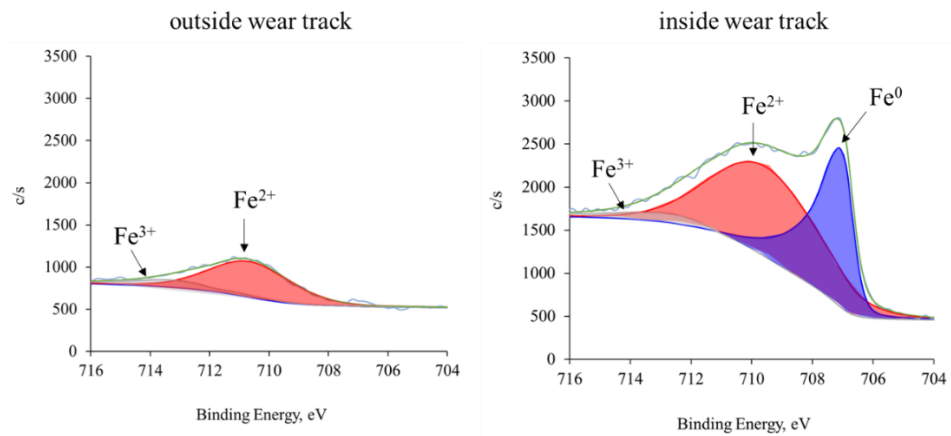 outside wear track
3500
3000
2500
2000
1500
1000
500
0
c/s
Fe³⁺
Fe²⁺
716 714 712 710 708 706 704
Binding Energy, eV
inside wear track
3500
3000
2500
2000
1500
1000
500
0
c/s
Fe³⁺
Fe²⁺
Fe⁰
716 714 712 710 708 706 704
Binding Energy, eV